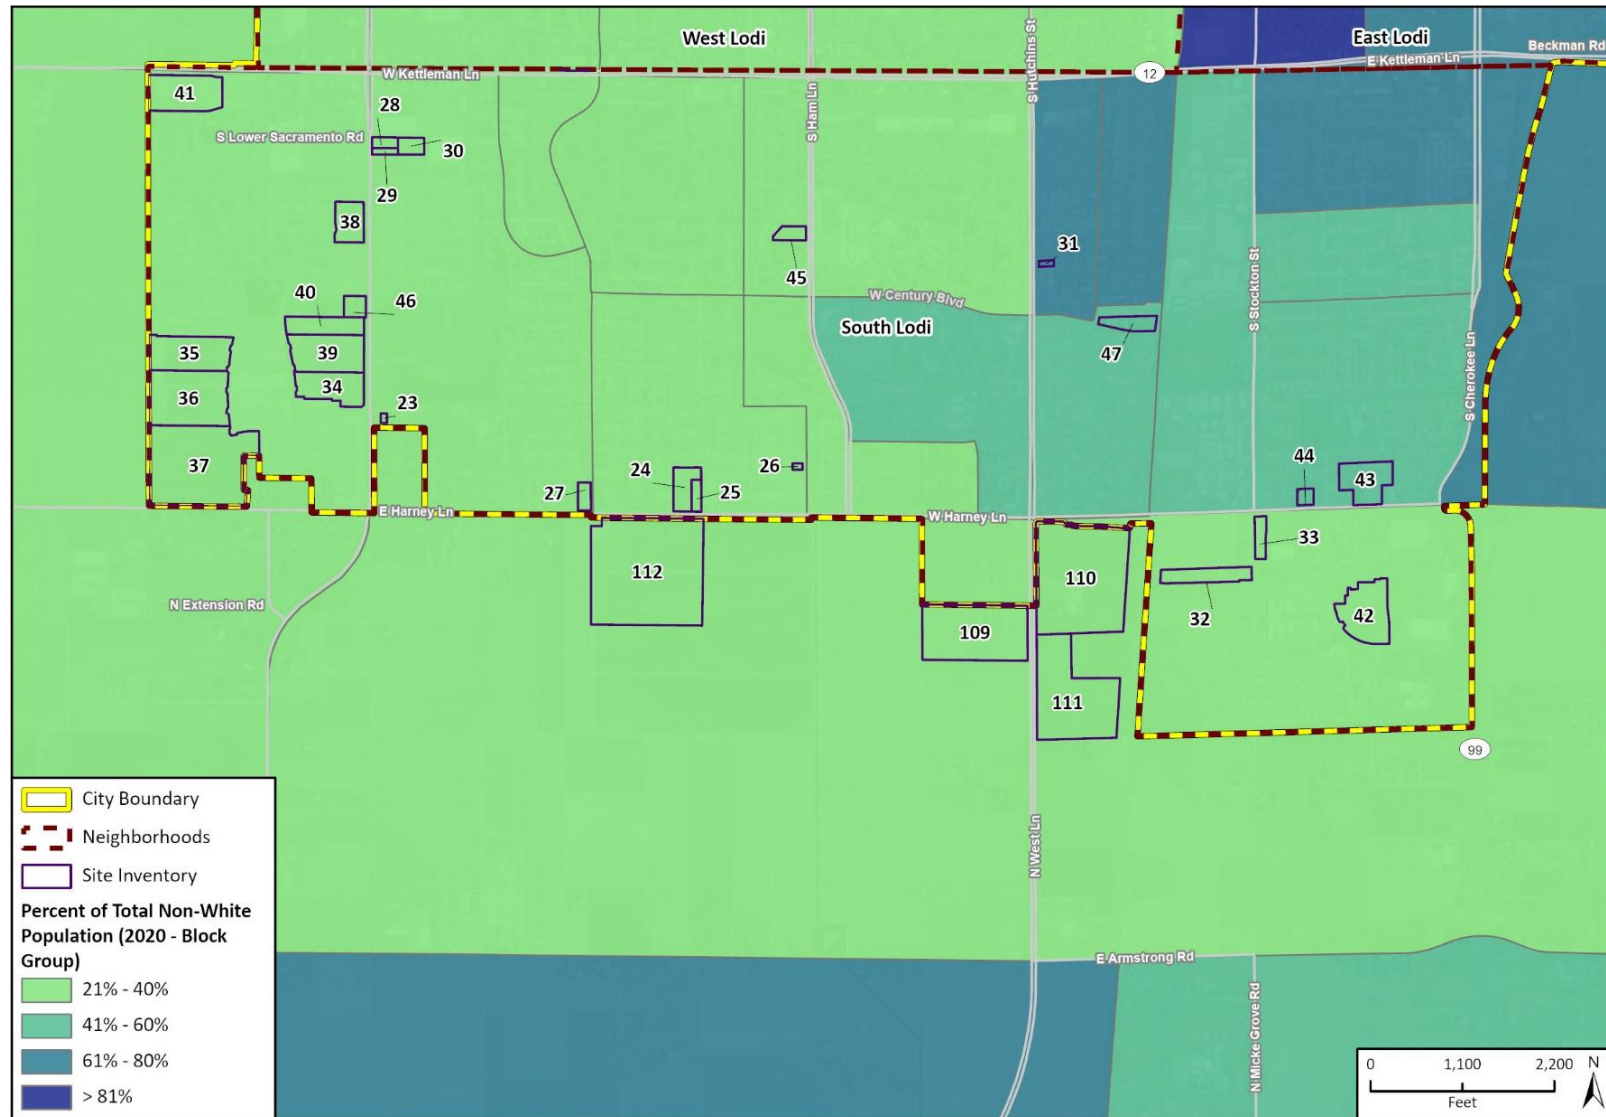 West Lodi
East Lodi
Beckman Rd
E Kettleman Ln
W Kettleman Ln
12
S Hutchins St
S Ham Ln
41
28
S Lower Sacramento Rd
30
29
38
45
31
S Stockton St
40
46
W Century Blvd
South Lodi
47
35
39
36
34
23
S Cherokee Ln
37
27
24
25
26
44
43
E Harney Ln
W Harney Ln
33
112
110
N Extension Rd
32
42
109
111
99
N West Ln
E Armstrong Rd
N Micke Grove Rd
City Boundary
Neighborhoods
Site Inventory
Percent of Total Non-White
Population (2020 - Block
Group)
21% - 40%
41% - 60%
61% - 80%
> 81%
0 1,100 2,200
Feet
N